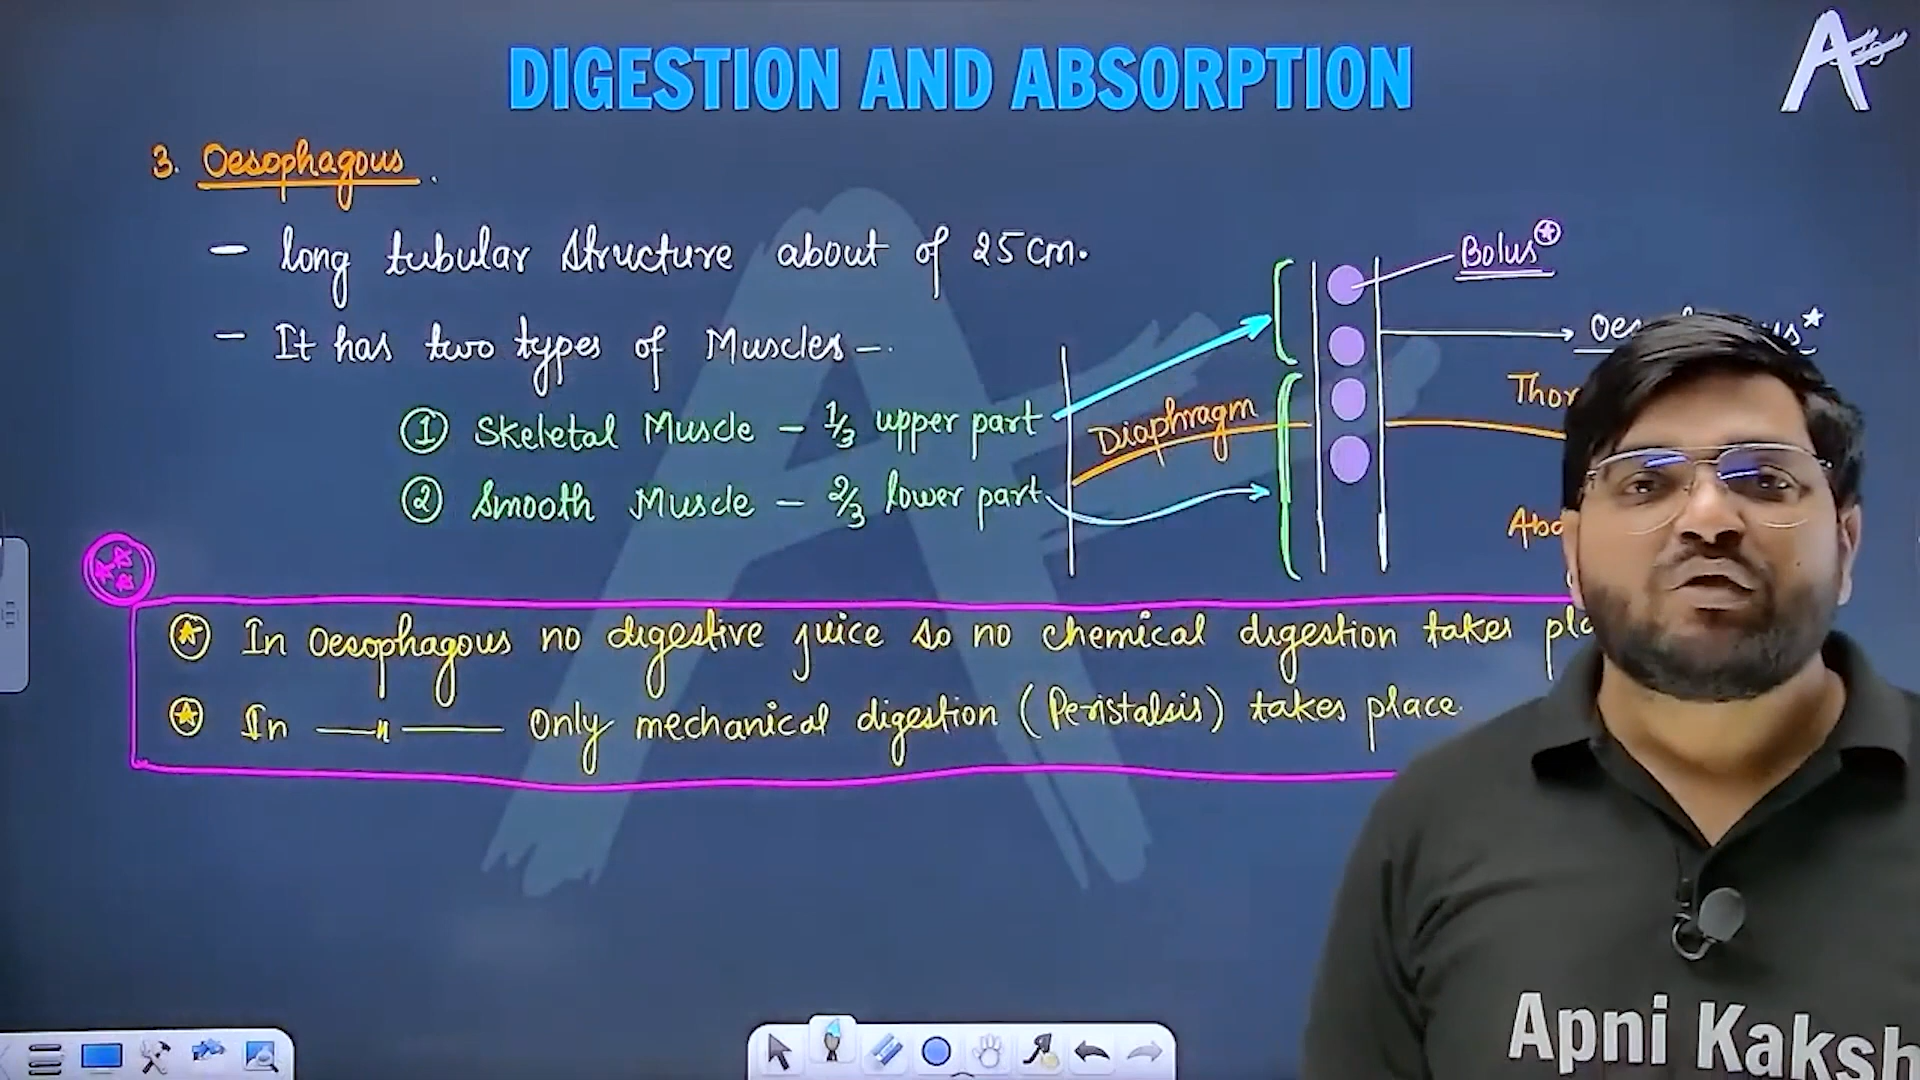 DIGESTION AND ABSORPTION
3. Oesophagous
- long tubular structure about of 25 cm.
- It has two types of Muscles -
① Skeletal Muscle - 1/3 upper part
② Smooth Muscle - 2/3 lower part
Bolus
Diaphragm
In Oesophagous no digestive juice so no chemical digestion takes
In —"— Only mechanical digestion (Peristalsis) takes place.
Apni Kaksh